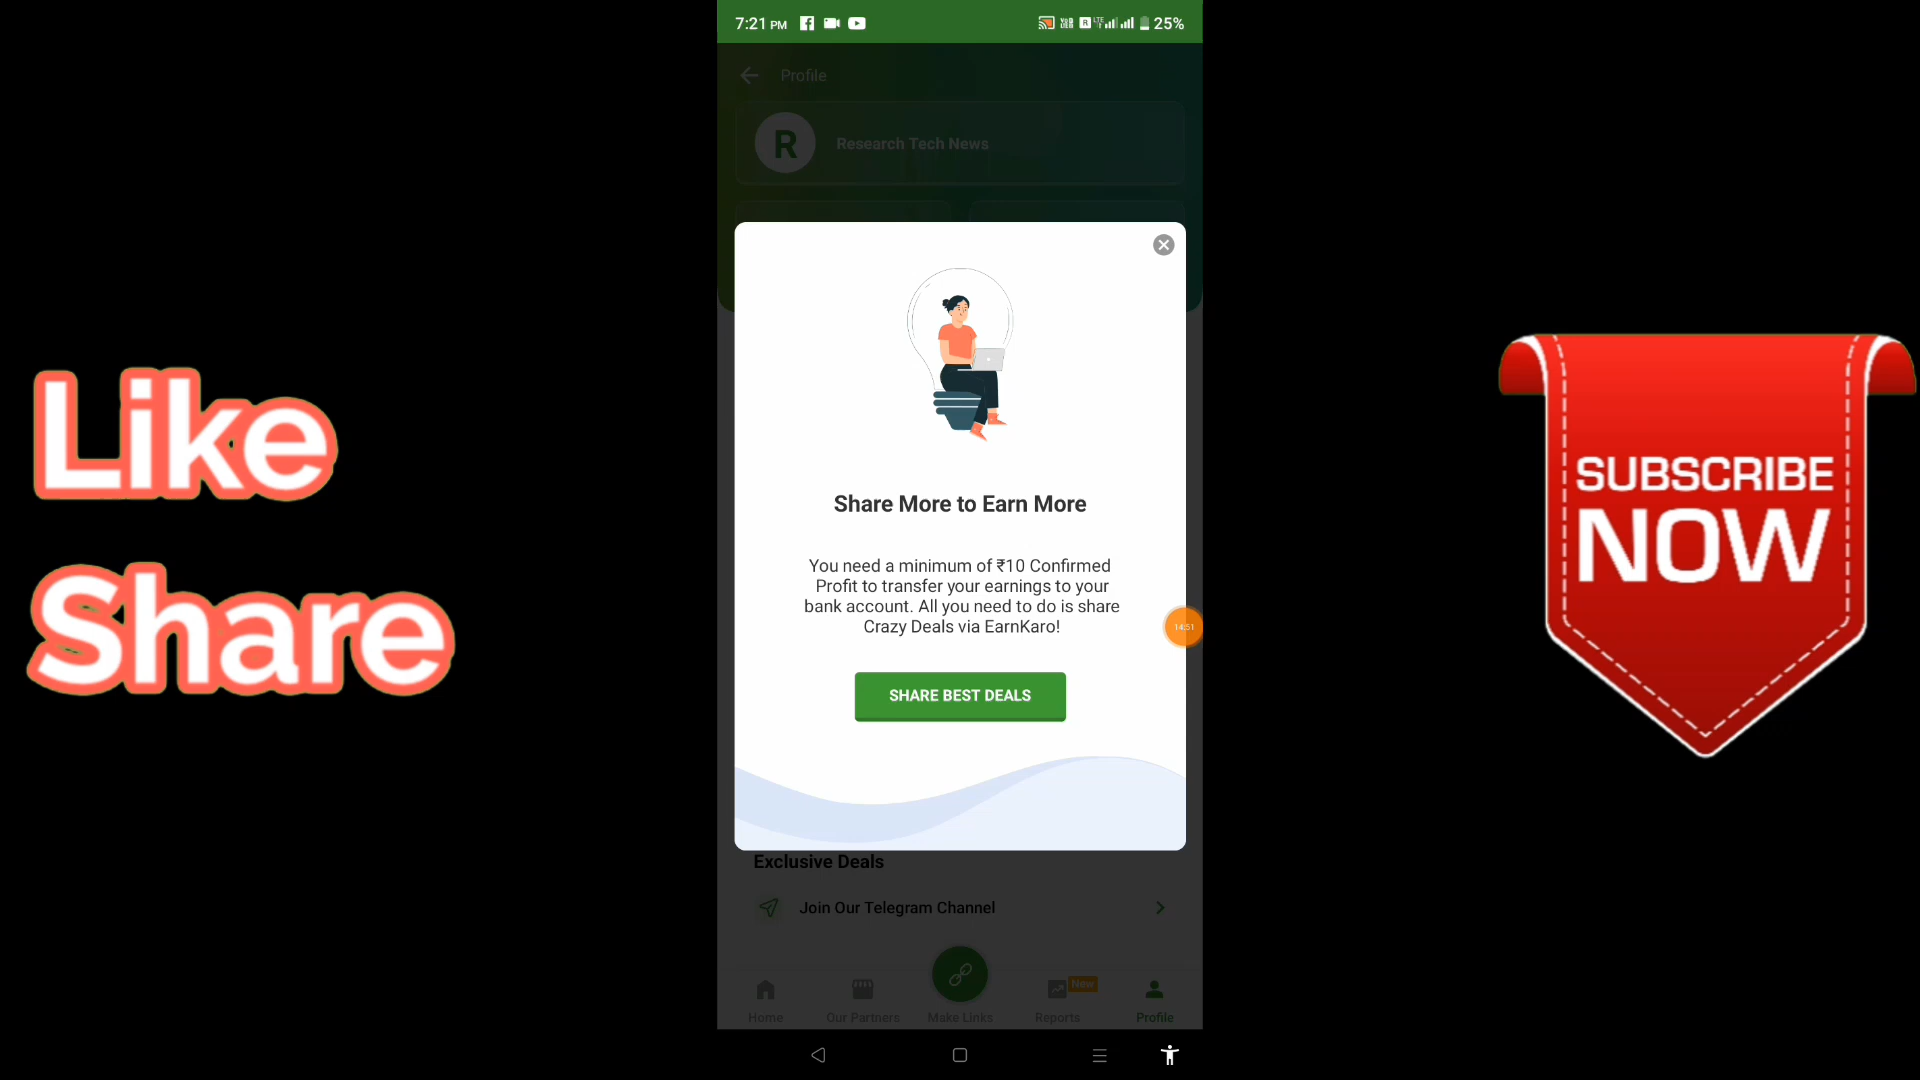 7:21 PM
25%
Profile
R
Research Tech News
Like
Share
Share More to Earn More
You need a minimum of ₹10 Confirmed
Profit to transfer your earnings to your
bank account. All you need to do is share
Crazy Deals via EarnKaro!
14:51
SHARE BEST DEALS
SUBSCRIBE
NOW
Exclusive Deals
Join Our Telegram Channel
New
Home
Our Partners
Make Links
Reports
Profile